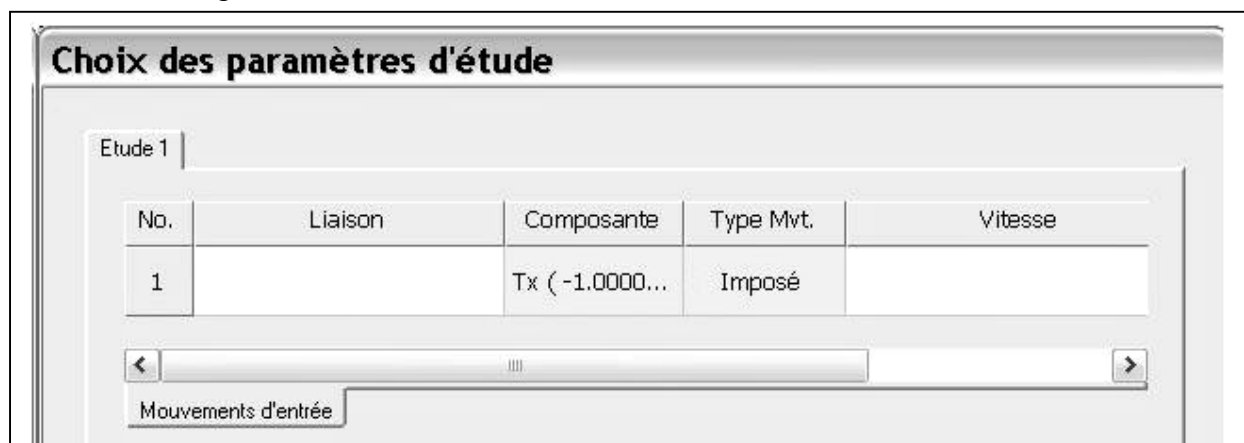 Choix des paramètres d'étude
Etude 1
No. Liaison Composante Type Mvt. Vitesse
1 Tx ( -1.0000... Imposé
Mouvements d'entrée